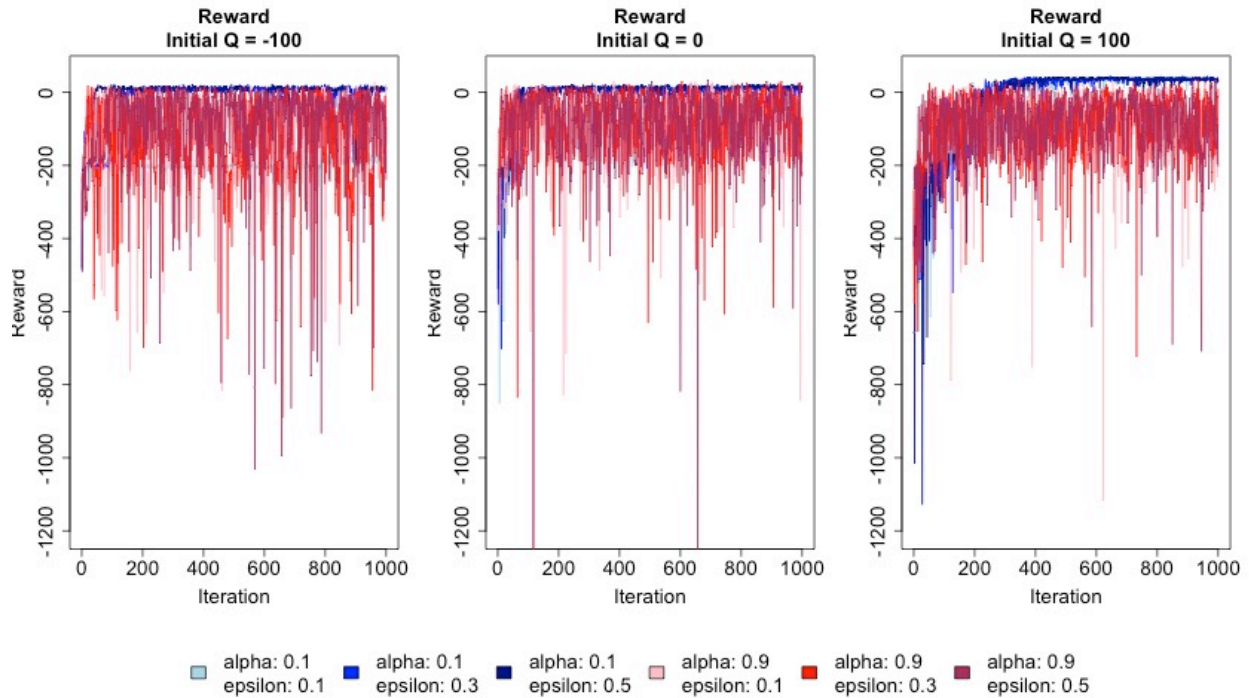 Reward
Initial Q = -100
Reward
0
-200
-400
-600
-800
-1000
-1200
0
200
400
600
800
1000
Iteration
Reward
Initial Q = 0
Reward
0
-200
-400
-600
-800
-1000
-1200
0
200
400
600
800
1000
Iteration
Reward
Initial Q = 100
Reward
0
-200
-400
-600
-800
-1000
-1200
0
200
400
600
800
1000
Iteration
alpha: 0.1
epsilon: 0.1
alpha: 0.1
epsilon: 0.3
alpha: 0.1
epsilon: 0.5
alpha: 0.9
epsilon: 0.1
alpha: 0.9
epsilon: 0.3
alpha: 0.9
epsilon: 0.5